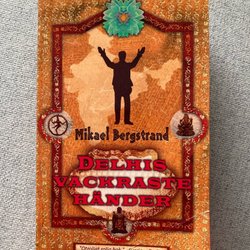 Mikael Bergstrand
DELHIS
VACKRASTE
HÄNDER